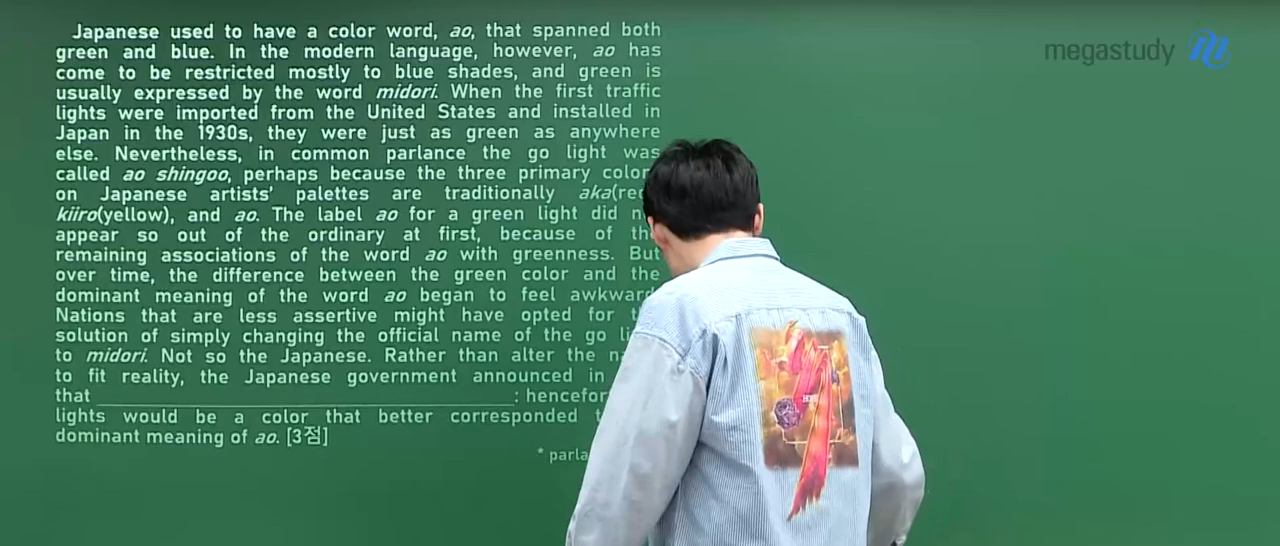 Japanese used to have a color word, ao, that spanned both
green and blue. In the modern language, however, ao has
come to be restricted mostly to blue shades, and green is
usually expressed by the word midori. When the first traffic
lights were imported from the United States and installed in
Japan in the 1930s, they were just as green as anywhere
else. Nevertheless, in common parlance the go light was
called ao shingoo, perhaps because the three primary color
on Japanese artists' palettes are traditionally aka(re
kiiro(yellow), and ao. The label ao for a green light did n
appear so out of the ordinary at first, because of th
remaining associations of the word ao with greenness. But
over time, the difference between the green color and the
dominant meaning of the word ao began to feel awkward
Nations that are less assertive might have opted for t
solution of simply changing the official name of the go li
to midori. Not so the Japanese. Rather than alter the na
to fit reality, the Japanese government announced in
that : hencefor
lights would be a color that better corresponded t
dominant meaning of ao. [3점]
* parla
megastudy